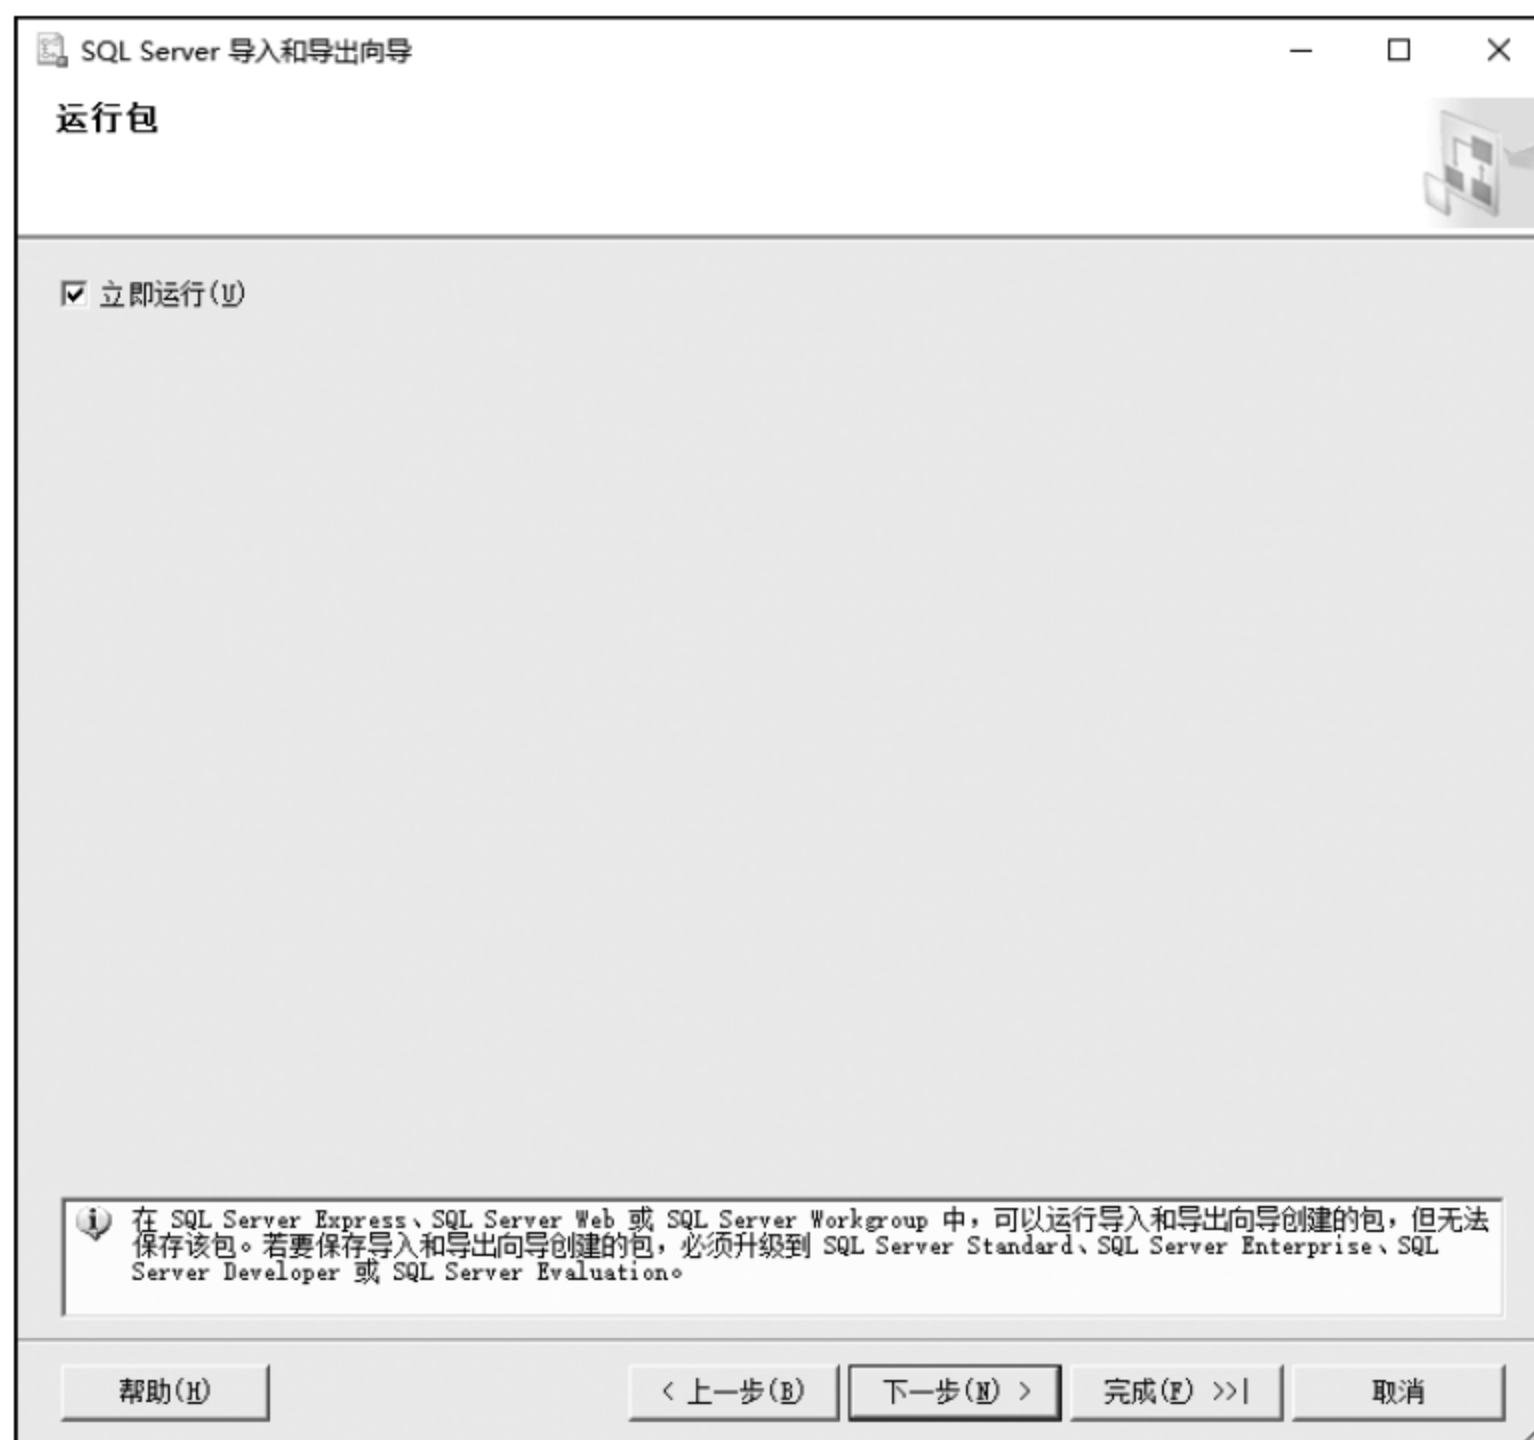 SQL Server 导入和导出向导
运行包
立即运行(U)
在 SQL Server Express、SQL Server Web 或 SQL Server Workgroup 中，可以运行导入和导出向导创建的包，但无法
保存该包。若要保存导入和导出向导创建的包，必须升级到 SQL Server Standard、SQL Server Enterprise、SQL
Server Developer 或 SQL Server Evaluation。
帮助(H)
< 上一步(B)
下一步(N) >
完成(F) >>|
取消